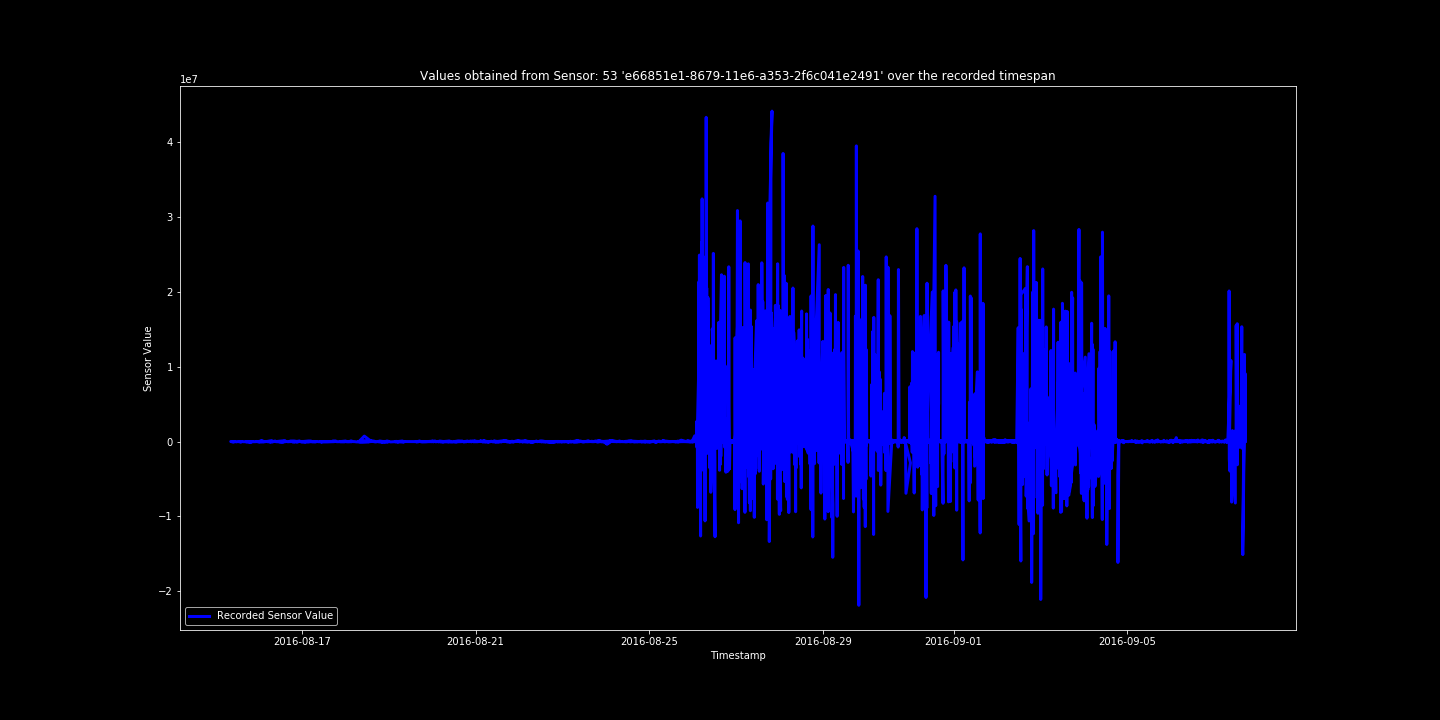 Values obtained from Sensor: 53 'e66851e1-8679-11e6-a353-2f6c041e2491' over the recorded timespan
1e7
4
3
2
1
0
−1
−2
Sensor Value
Recorded Sensor Value
2016-08-17 2016-08-21 2016-08-25 2016-08-29 2016-09-01 2016-09-05
Timestamp